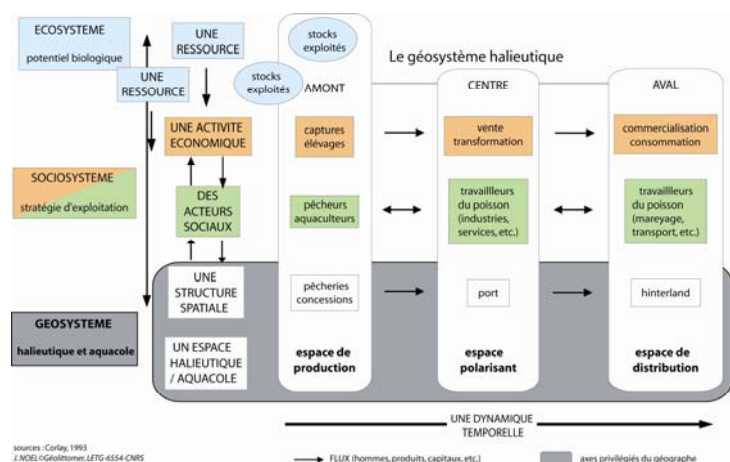 ECOSYSTEME
potentiel biologique
UNE
RESSOURCE
UNE
RESSOURCE
stocks
exploités
stocks
exploités
Le géosystème halieutique
AMONT
CENTRE
AVAL
UNE ACTIVITE
ECONOMIQUE
captures
élévages
vente
transformation
commercialisation
consommation
SOCIOSYSTEME
stratégie d'exploitation
DES
ACTEURS
SOCIAUX
pêcheurs
aquaculteurs
travaillleurs
du poisson
(industries,
services, etc.)
travaillleurs
du poisson
(mareyage,
transport, etc.)
UNE
STRUCTURE
SPATIALE
pêcheries
concessions
port
hinterland
GEOSYSTEME
halieutique et aquacole
UN ESPACE
HALIEUTIQUE
/ AQUACOLE
espace de
production
espace
polarisant
espace de
distribution
UNE DYNAMIQUE
TEMPORELLE
sources : Corlay, 1993
J. NOEL©Géolittomer, LETG-6554-CNRS
FLUX (hommes, produits, capitaux, etc.)
axes privilégiés du géographe